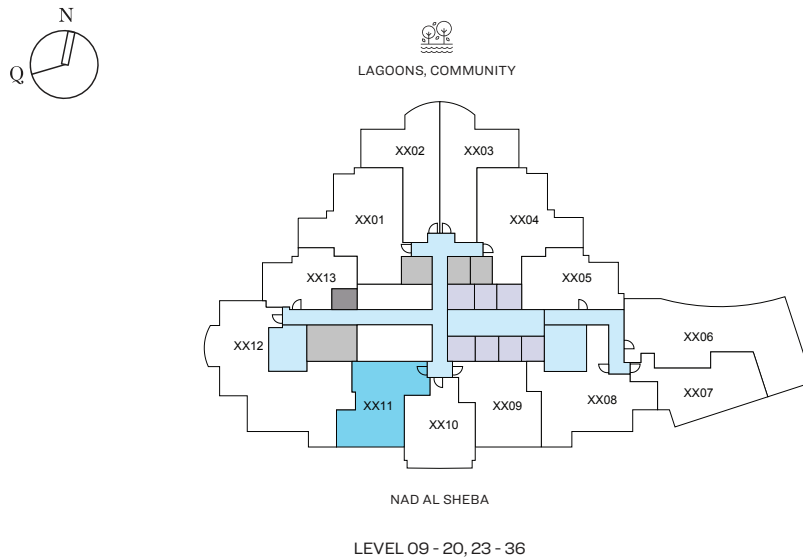 N
Q
LAGOONS, COMMUNITY
XX02 XX03
XX01 XX04
XX13 XX05
XX12 XX06
XX11 XX10 XX09 XX08 XX07
NAD AL SHEBA
LEVEL 09 - 20, 23 - 36